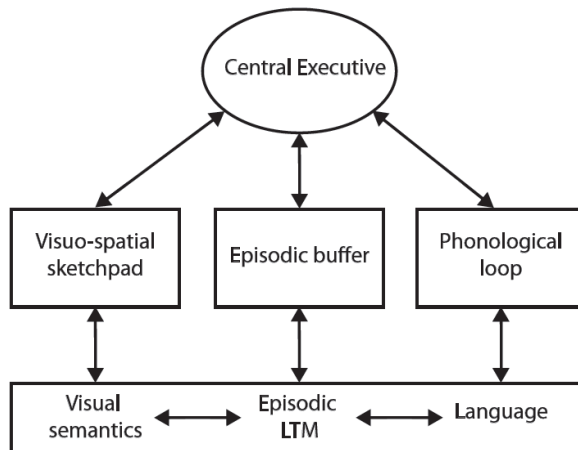 Central Executive
Visuo-spatial
sketchpad
Episodic buffer
Phonological
loop
Visual
semantics
Episodic
LTM
Language